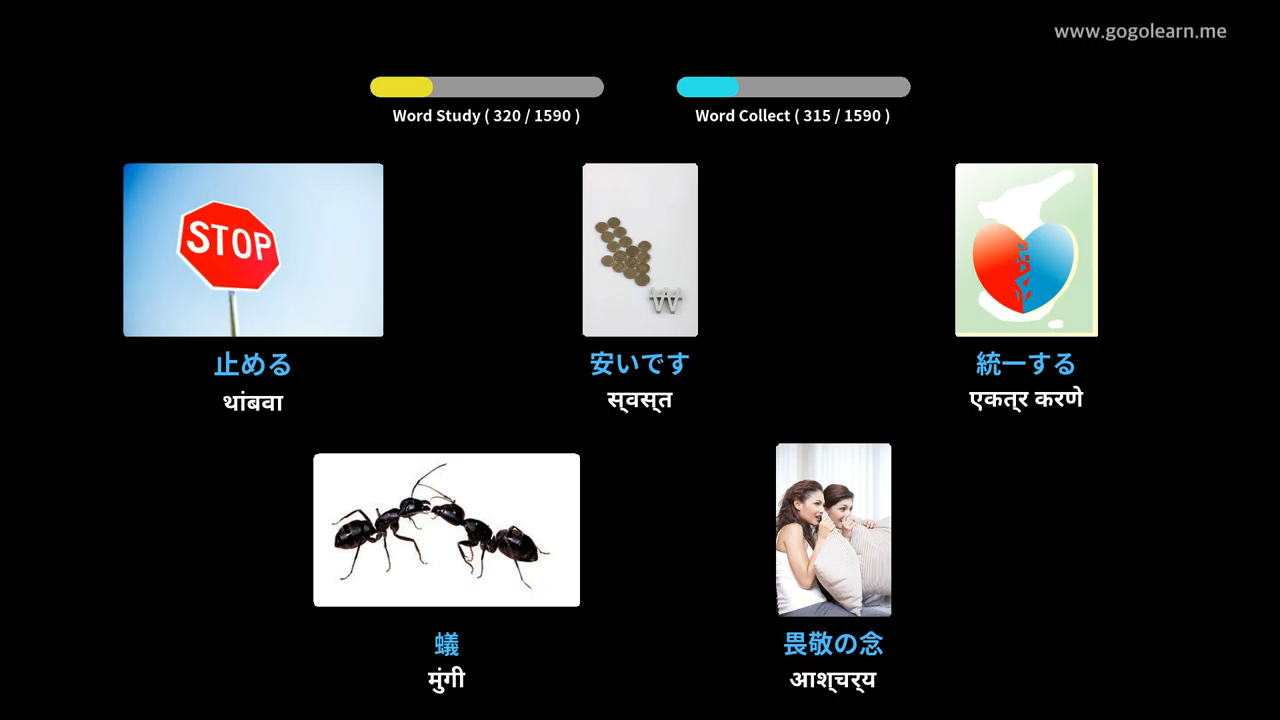 www.gogolearn.me
Word Study ( 320 / 1590 )
Word Collect ( 315 / 1590 )
STOP
₩
止める
थांबवा
安いです
स्वस्त
統一する
एकत्र करणे
蟻
मुंगी
畏敬の念
आश्चर्य